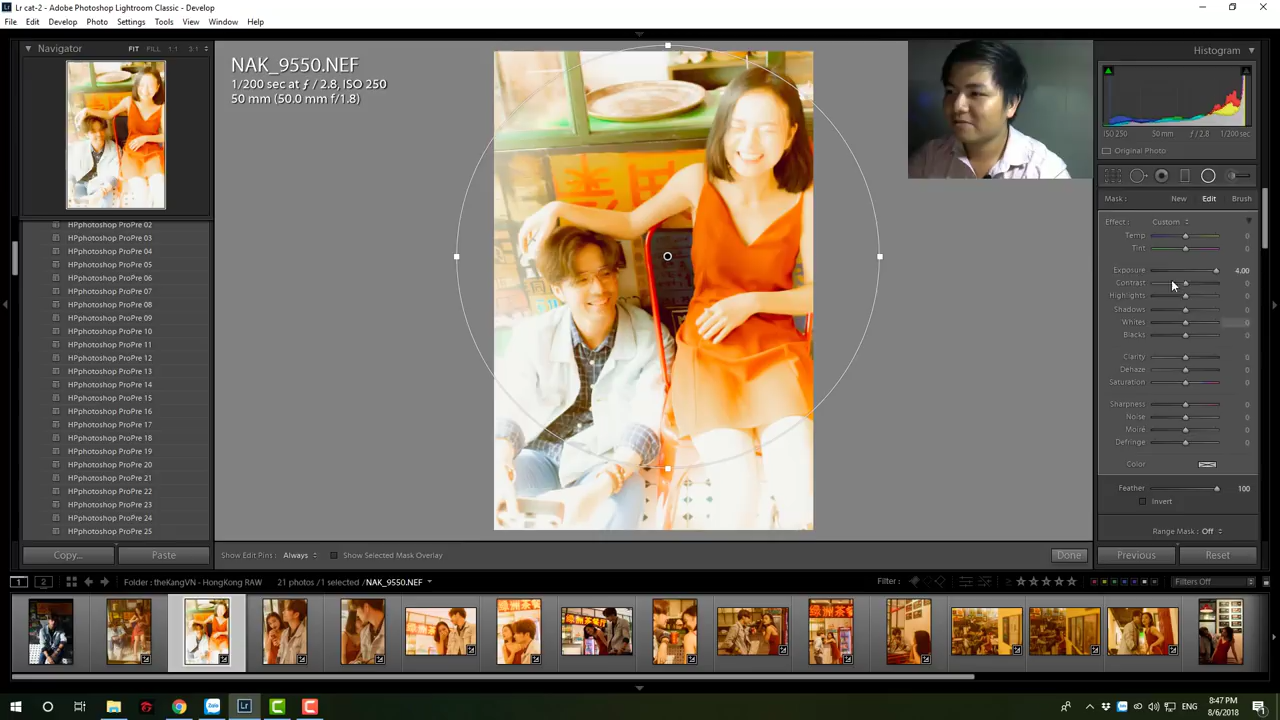 Lr cat-2 - Adobe Photoshop Lightroom Classic - Develop
File Edit Develop Photo Settings Tools View Window Help
Navigator FIT FILL 1:1 3:1
HPphotoshop ProPre 02
HPphotoshop ProPre 03
HPphotoshop ProPre 04
HPphotoshop ProPre 05
HPphotoshop ProPre 06
HPphotoshop ProPre 07
HPphotoshop ProPre 08
HPphotoshop ProPre 09
HPphotoshop ProPre 10
HPphotoshop ProPre 11
HPphotoshop ProPre 12
HPphotoshop ProPre 13
HPphotoshop ProPre 14
HPphotoshop ProPre 15
HPphotoshop ProPre 16
HPphotoshop ProPre 17
HPphotoshop ProPre 18
HPphotoshop ProPre 19
HPphotoshop ProPre 20
HPphotoshop ProPre 21
HPphotoshop ProPre 22
HPphotoshop ProPre 23
HPphotoshop ProPre 24
HPphotoshop ProPre 25
Copy... Paste
NAK_9550.NEF
1/200 sec at ƒ / 2.8, ISO 250
50 mm (50.0 mm f/1.8)
Histogram
ISO 250 50 mm ƒ / 2.8 1/200 sec
Original Photo
Mask : New Edit Brush
Effect : Custom
Temp 0
Tint 0
Exposure 4.00
Contrast 0
Highlights 0
Shadows 0
Whites 0
Blacks 0
Clarity 0
Dehaze 0
Saturation 0
Sharpness 0
Noise 0
Moiré 0
Defringe 0
Color
Feather 100
Invert
Range Mask : Off
Show Edit Pins : Always Show Selected Mask Overlay Done
Previous Reset
1 2 Folder : theKangVN - HongKong RAW 21 photos /1 selected /NAK_9550.NEF Filter : Filters Off
Zalo Lr
8:47 PM
8/6/2018